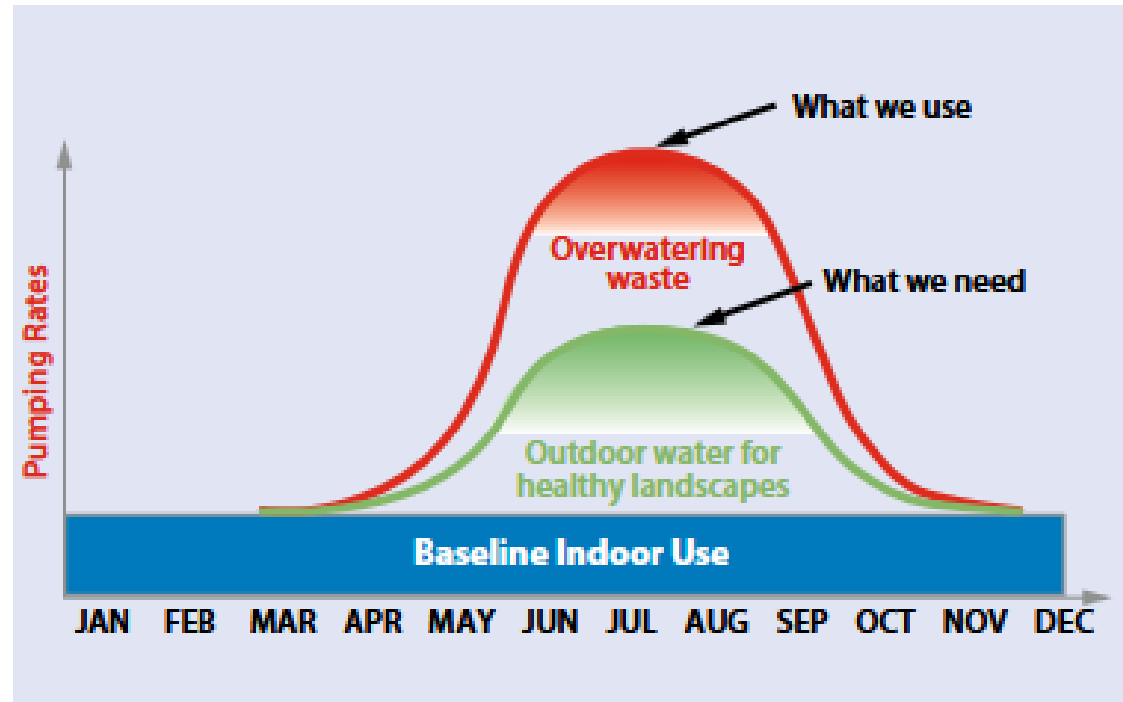 What we use
Overwatering
waste
What we need
Pumping Rates
Outdoor water for
healthy landscapes
Baseline Indoor Use
JAN FEB MAR APR MAY JUN JUL AUG SEP OCT NOV DEC